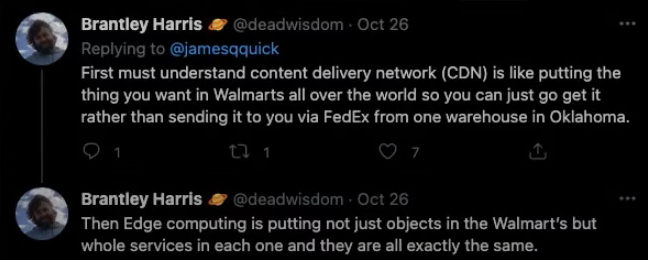 Brantley Harris 🪐 @deadwisdom · Oct 26
Replying to @jamesqquick
First must understand content delivery network (CDN) is like putting the
thing you want in Walmarts all over the world so you can just go get it
rather than sending it to you via FedEx from one warehouse in Oklahoma.
1 1 7
Brantley Harris 🪐 @deadwisdom · Oct 26
Then Edge computing is putting not just objects in the Walmart's but
whole services in each one and they are all exactly the same.